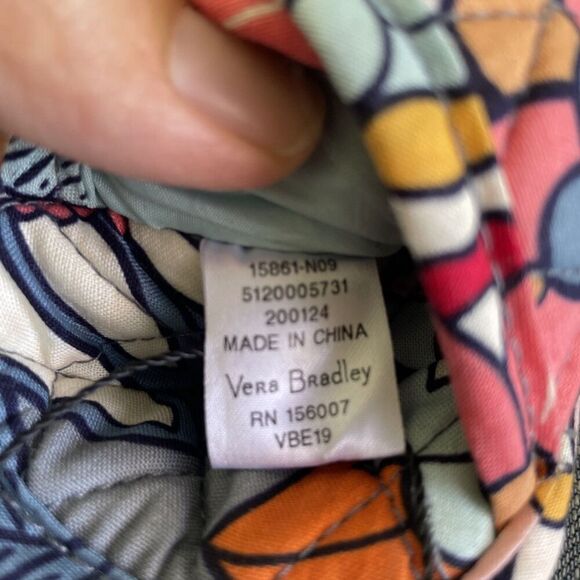 15861-N09
5120005731
200124
MADE IN CHINA
Vera Bradley
RN 156007
VBE19